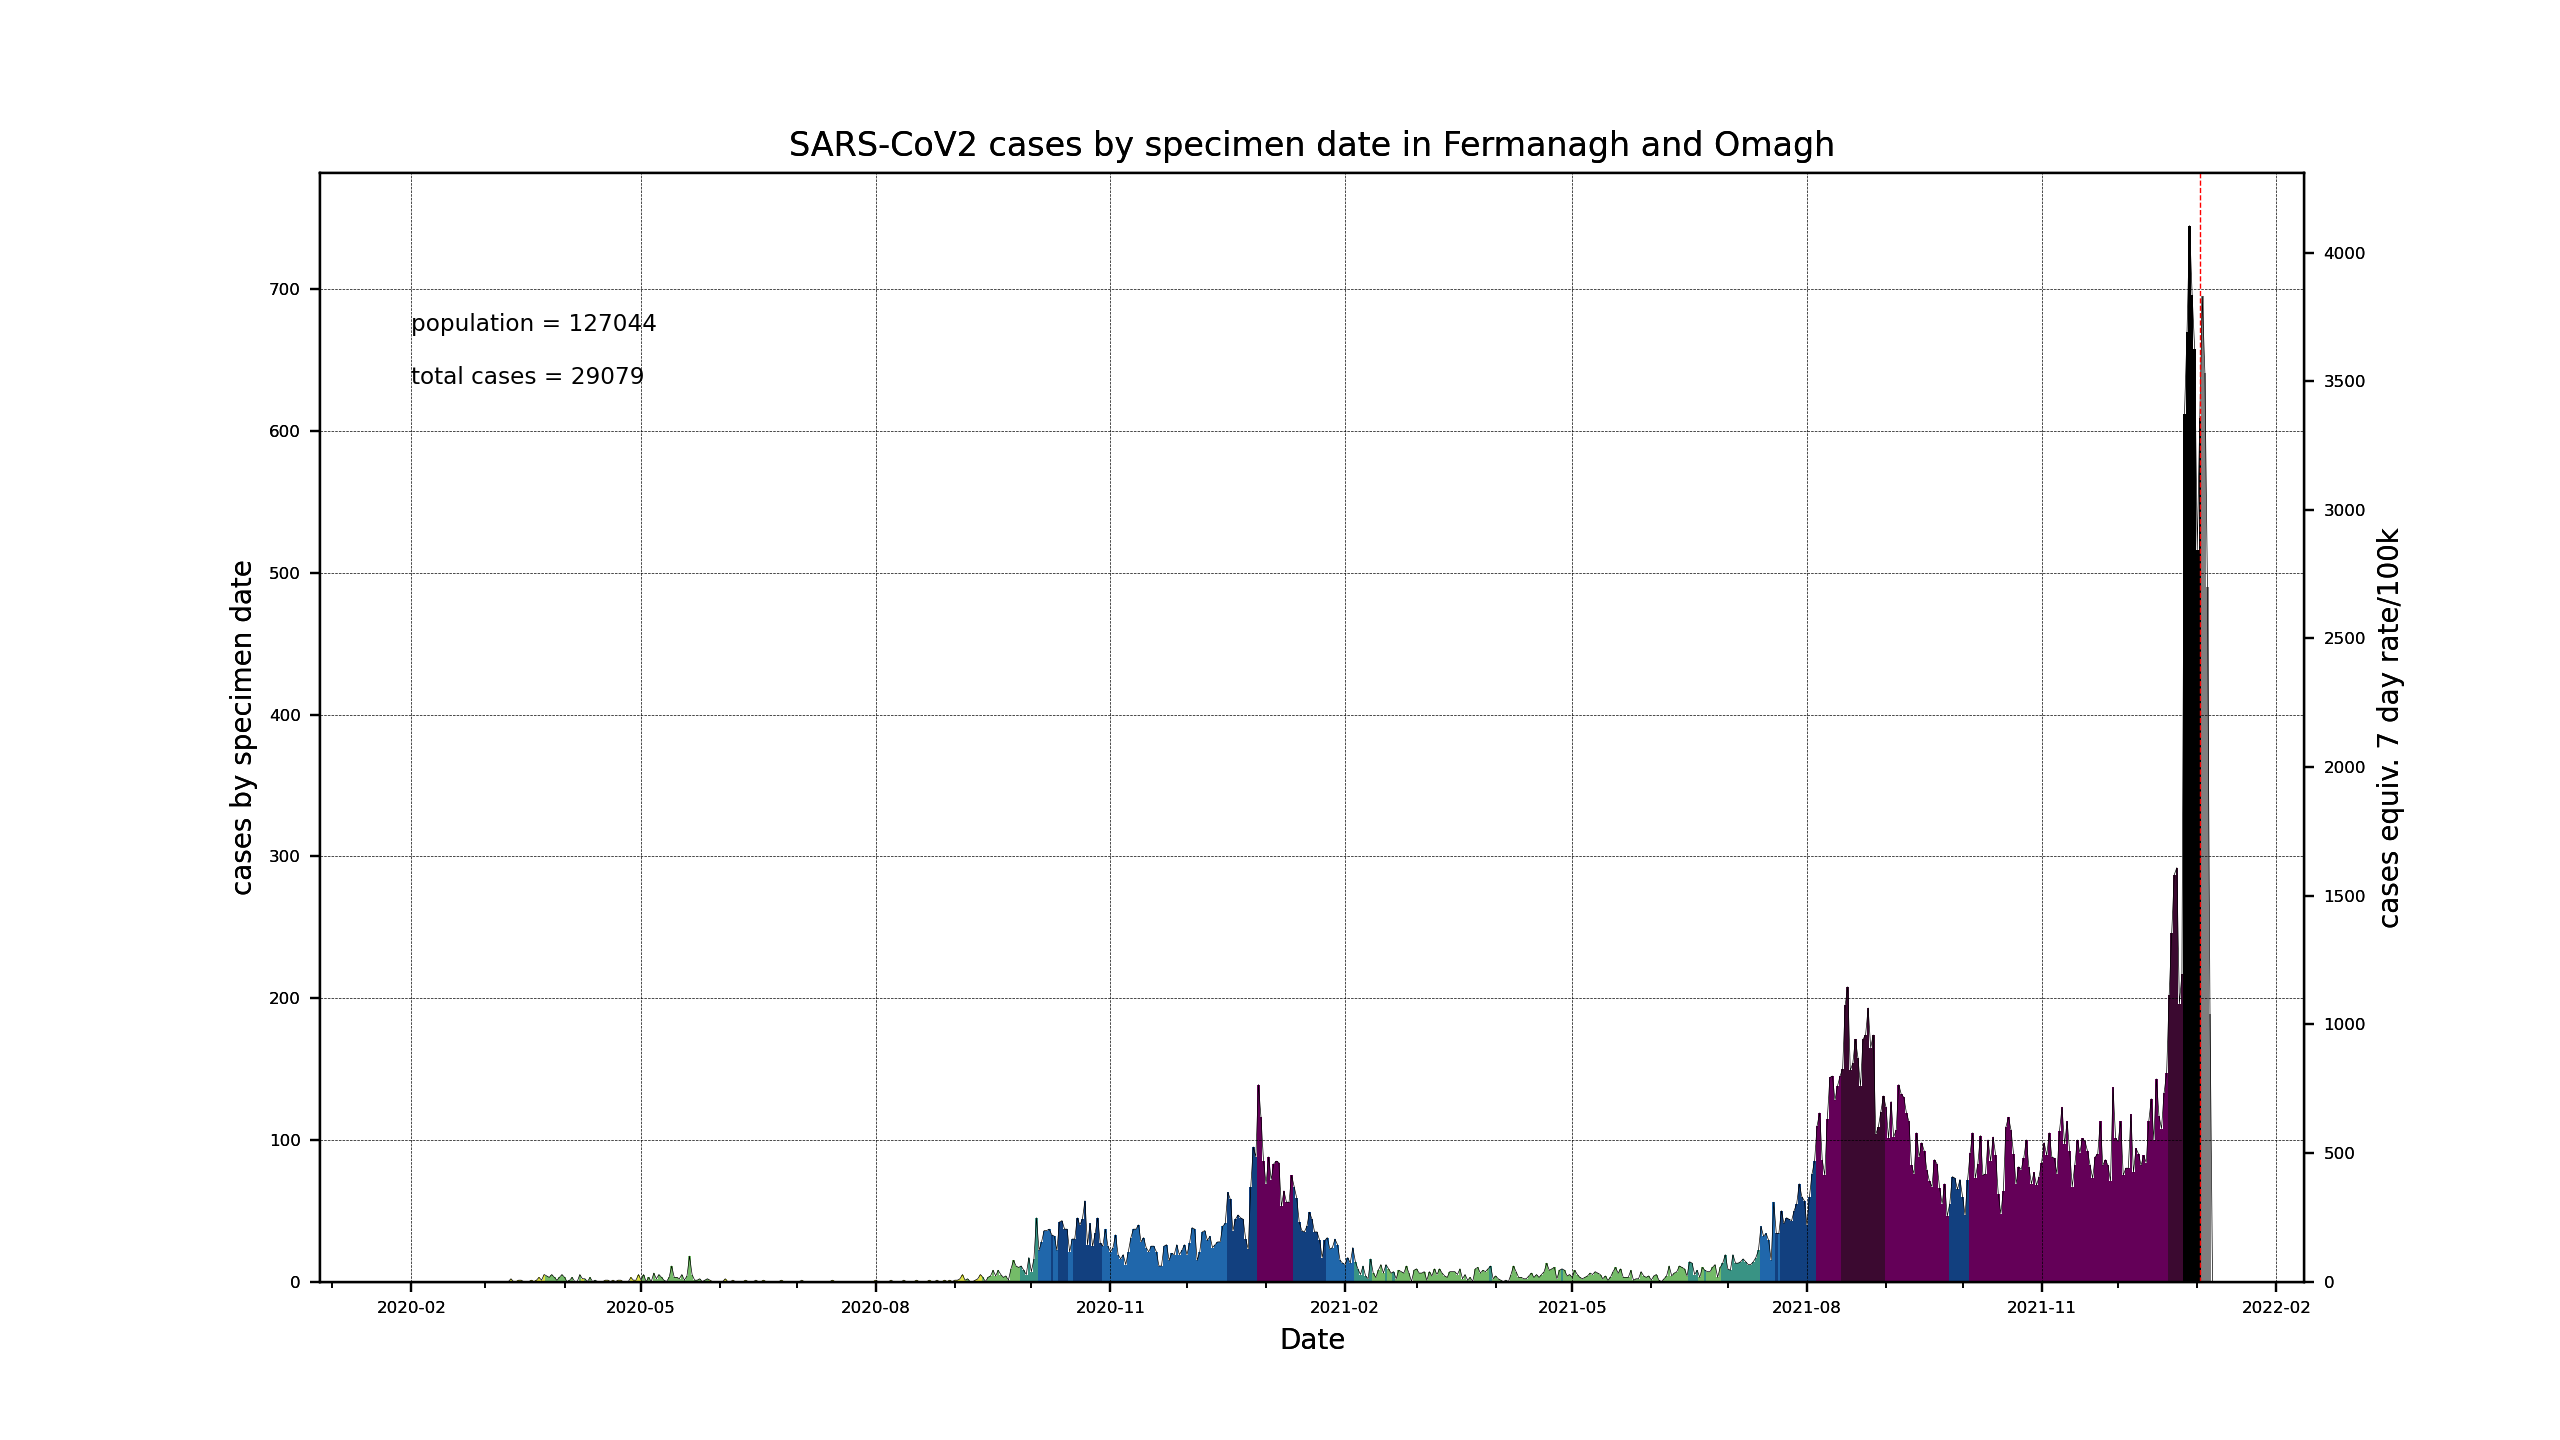 SARS-CoV2 cases by specimen date in Fermanagh and Omagh
population = 127044
total cases = 29079
cases by specimen date
700
600
500
400
300
200
100
0
4000
3500
3000
2500
2000
1500
1000
500
0
cases equiv. 7 day rate/100k
2020-02 2020-05 2020-08 2020-11 2021-02 2021-05 2021-08 2021-11 2022-02
Date